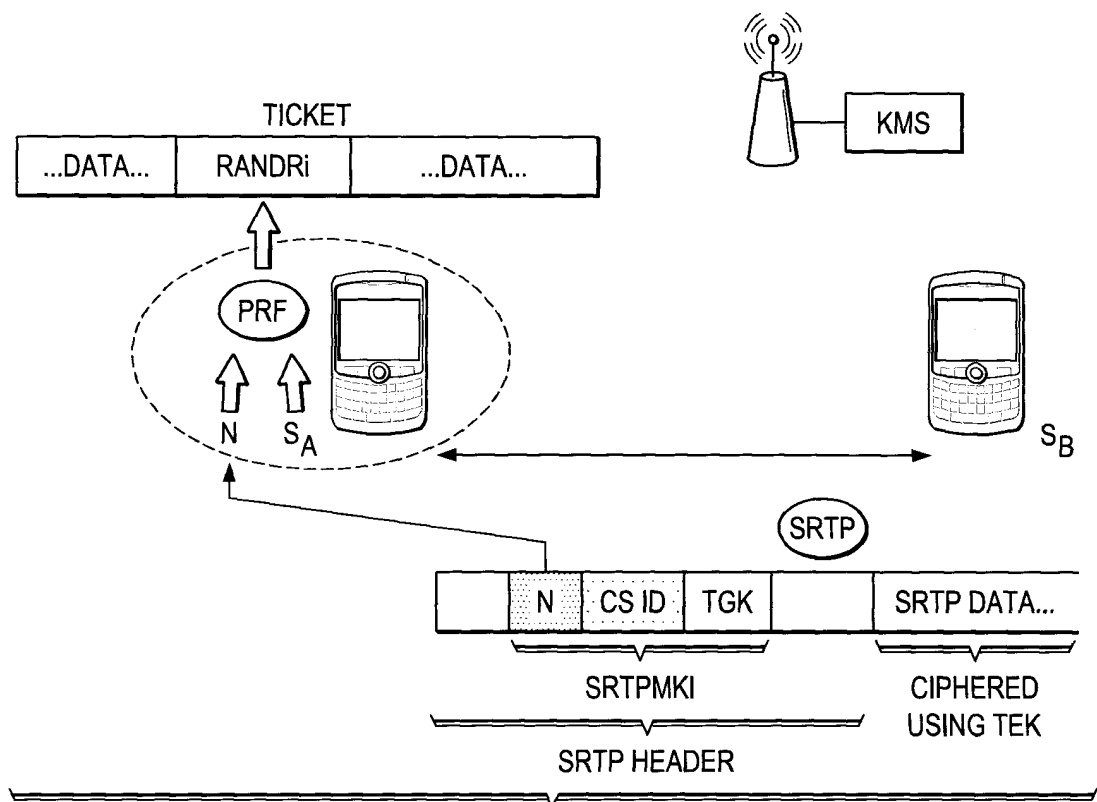 TICKET
KMS
...DATA... RANDRi ...DATA...
PRF
N SA
SB
SRTP
N CS ID TGK SRTP DATA...
SRTPMKI CIPHERED
USING TEK
SRTP HEADER